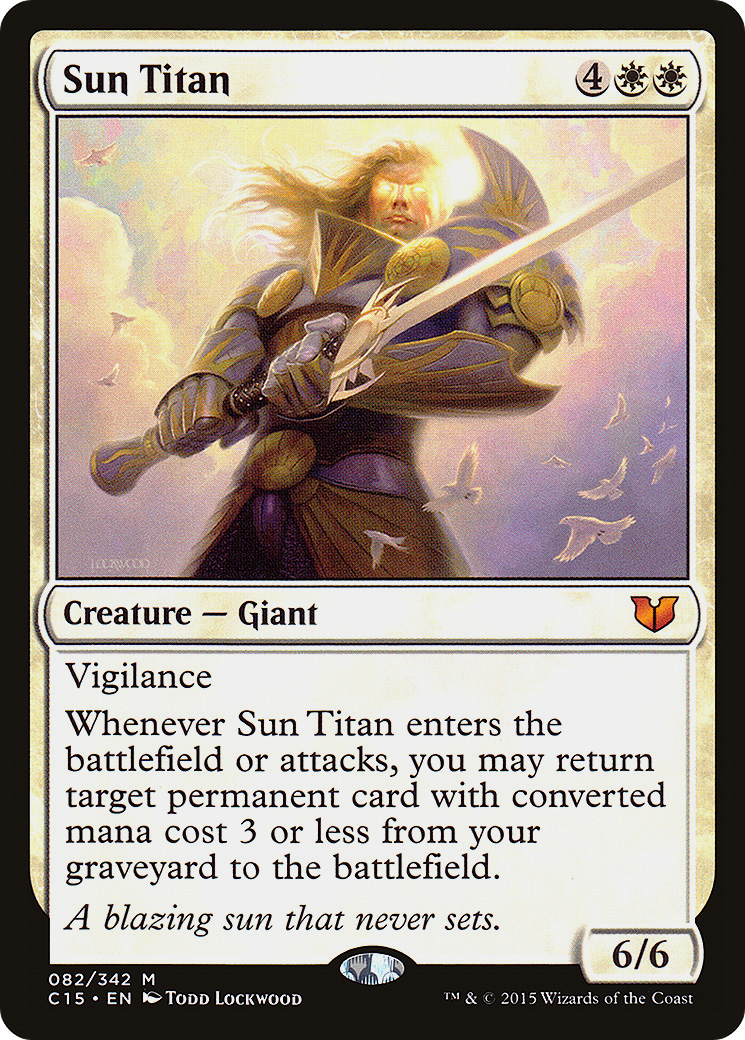 Sun Titan 4
LOCKWOOD
Creature — Giant
Vigilance
Whenever Sun Titan enters the
battlefield or attacks, you may return
target permanent card with converted
mana cost 3 or less from your
graveyard to the battlefield.
A blazing sun that never sets.
6/6
082/342 M
C15 • EN Todd Lockwood
™ & © 2015 Wizards of the Coast